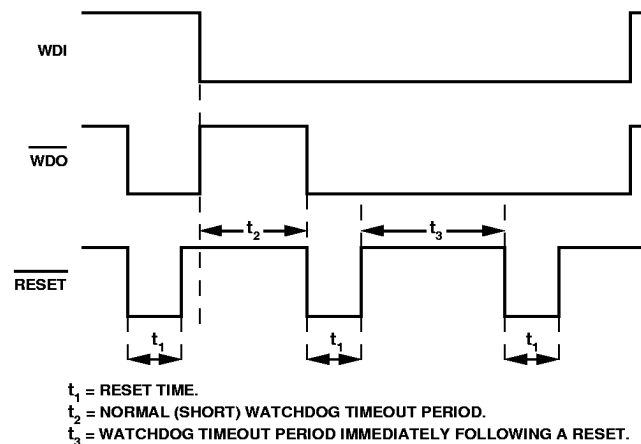 WDI
WDO
t2
t3
RESET
t1
t1
t1
t1 = RESET TIME.
t2 = NORMAL (SHORT) WATCHDOG TIMEOUT PERIOD.
t3 = WATCHDOG TIMEOUT PERIOD IMMEDIATELY FOLLOWING A RESET.